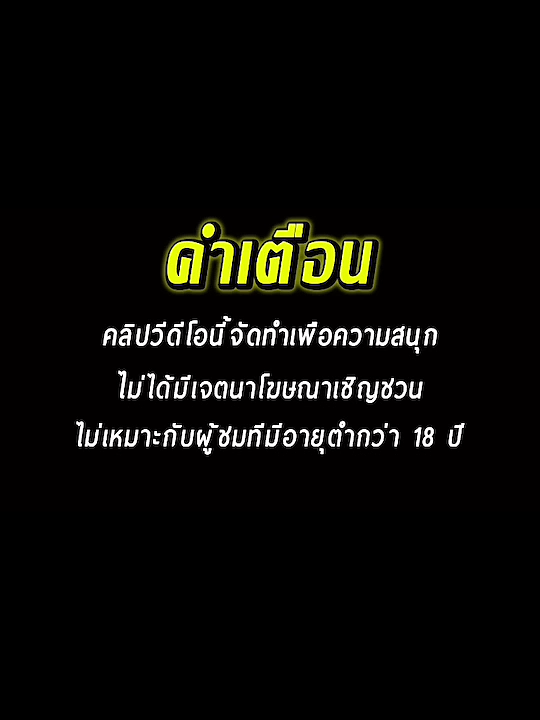 คำเตือน
คลิปวีดีโอนี้จัดทำเพื่อความสนุก
ไม่ได้มีเจตนาโฆษณาเชิญชวน
ไม่เหมาะกับผู้ชมที่มีอายุต่ำกว่า 18 ปี